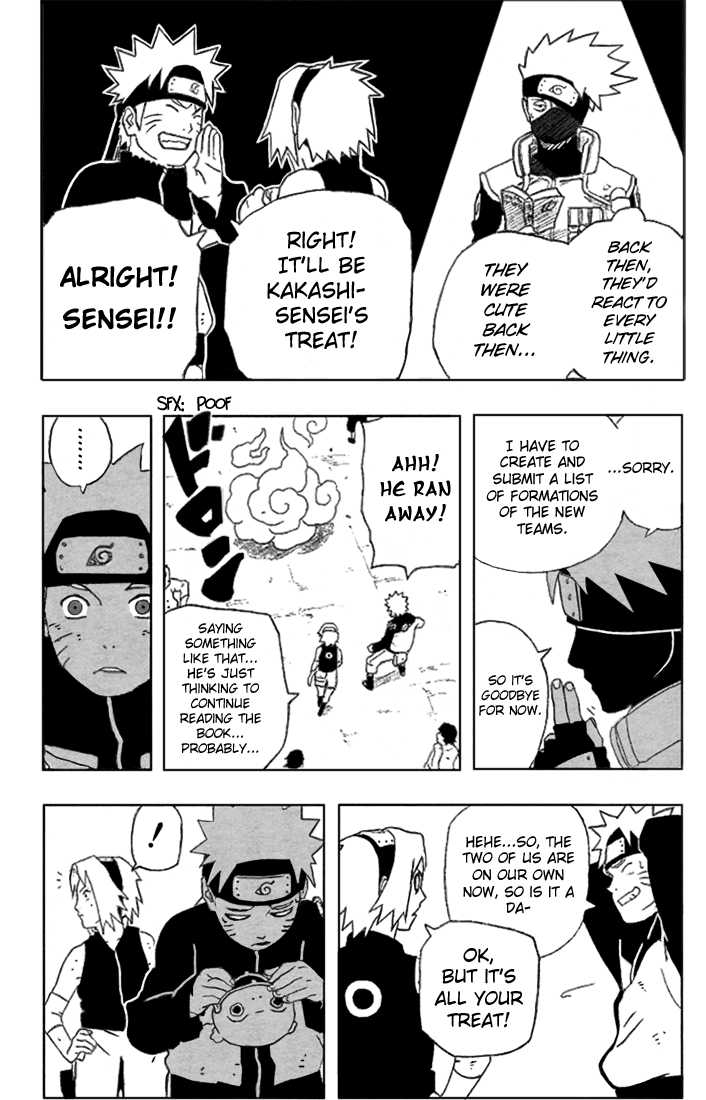 BACK
THEN,
THEY'D
REACT TO
EVERY
LITTLE
THING.
THEY
WERE
CUTE
BACK
THEN...
RIGHT!
IT'LL BE
KAKASHI-
SENSEI'S
TREAT!
ALRIGHT!
SENSEI!!
...SORRY.
I HAVE TO
CREATE AND
SUBMIT A LIST
OF FORMATIONS
OF THE NEW
TEAMS.
SO IT'S
GOODBYE
FOR NOW.
SFX: POOF
ドロン
AHH!
HE RAN
AWAY!
SAYING
SOMETHING
LIKE THAT...
HE'S JUST
THINKING TO
CONTINUE
READING THE
BOOK...
PROBABLY...
........
HEHE...SO, THE
TWO OF US ARE
ON OUR OWN
NOW, SO IS IT A
DA-
OK,
BUT IT'S
ALL YOUR
TREAT!
!